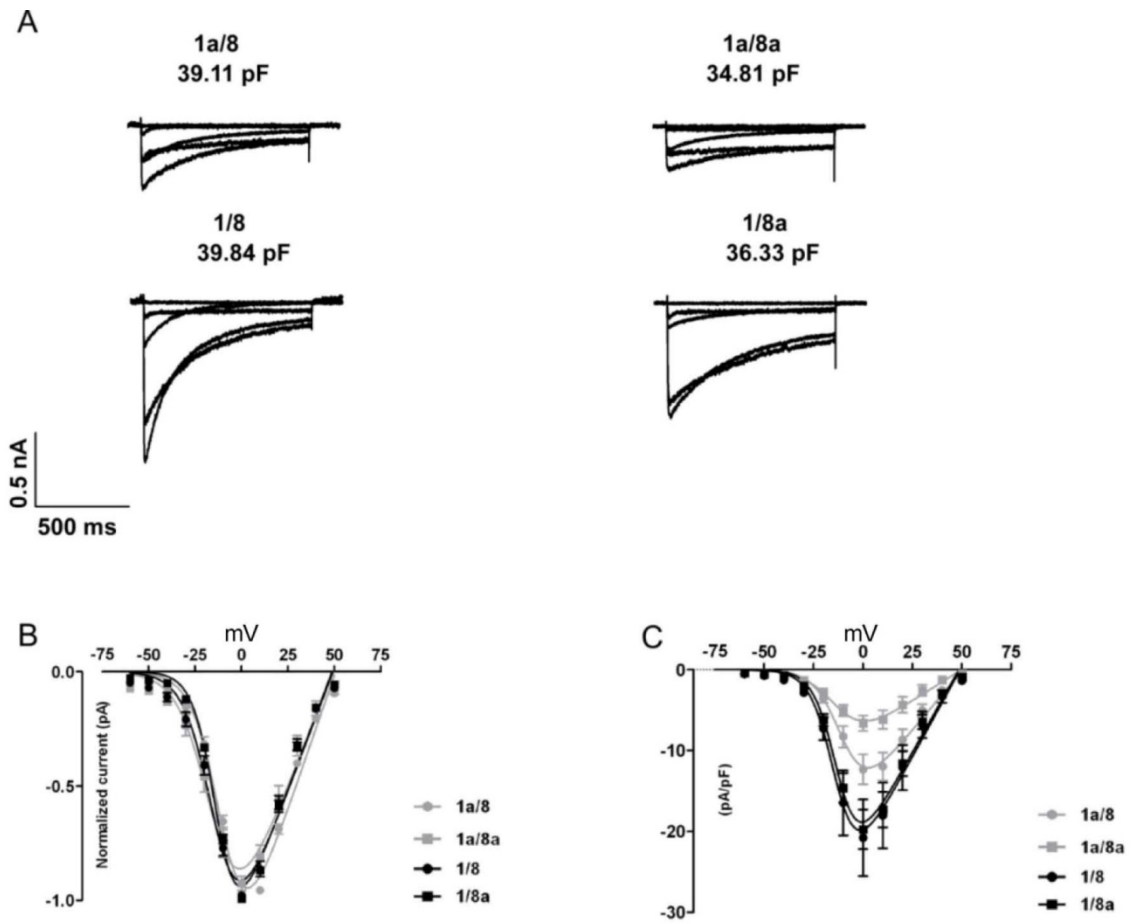 A
1a/8
39.11 pF
1a/8a
34.81 pF
1/8
39.84 pF
1/8a
36.33 pF
0.5 nA
500 ms
B
mV
-75 -50 -25 0 25 50 75
0.0
-0.5
-1.0
Normalized current (pA)
1a/8
1a/8a
1/8
1/8a
C
mV
-75 -50 -25 0 25 50 75
0
-10
-20
-30
(pA/pF)
1a/8
1a/8a
1/8
1/8a